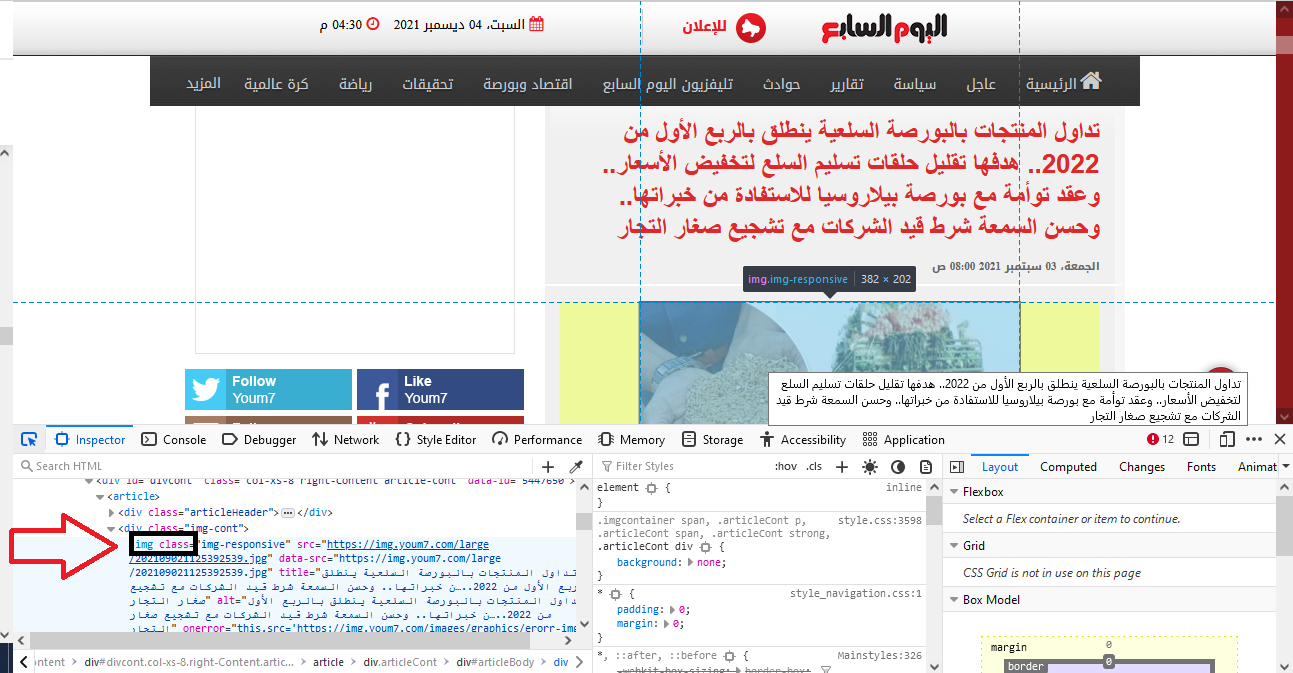 السبت، 04 ديسمبر 2021 04:30 م
للإعلان
اليوم السابع
الرئيسية عاجل سياسة تقارير حوادث تليفزيون اليوم السابع اقتصاد وبورصة تحقيقات رياضة كرة عالمية المزيد
تداول المنتجات بالبورصة السلعية ينطلق بالربع الأول من
2022.. هدفها تقليل حلقات تسليم السلع لتخفيض الأسعار..
وعقد توأمة مع بورصة بيلاروسيا للاستفادة من خبراتها..
وحسن السمعة شرط قيد الشركات مع تشجيع صغار التجار
الجمعة، 03 سبتمبر 2021 08:00 ص
img.img-responsive 382 × 202
Follow
Youm7
Like
Youm7
تداول المنتجات بالبورصة السلعية ينطلق بالربع الأول من 2022.. هدفها تقليل حلقات تسليم السلع
لتخفيض الأسعار.. وعقد توأمة مع بورصة بيلاروسيا للاستفادة من خبراتها.. وحسن السمعة شرط قيد
الشركات مع تشجيع صغار التجار
Inspector Console Debugger Network Style Editor Performance Memory Storage Accessibility Application 12
Search HTML
<div id="divcont" class="col-xs-8 right-Content article-cont" data-id="5447650">
<article>
<div class="articleHeader"> </div>
<div class="img-cont">
img class="img-responsive" src="https://img.youm7.com/large
/202109021125392539.jpg" data-src="https://img.youm7.com/large
/202109021125392539.jpg" title="تداول المنتجات بالبورصة السلعية ينطلق
بالربع الأول من 2022..…ن خبراتها.. وحسن السمعة شرط قيد الشركات مع تشجيع
صغار التجار" alt="تداول المنتجات بالبورصة السلعية ينطلق بالربع الأول
من 2022..…ن خبراتها.. وحسن السمعة شرط قيد الشركات مع تشجيع صغار
التجار" onerror="this.src='https://img.youm7.com/images/graphics/erorr-img
div#divcont.col-xs-8.right-Content.artic... article div.articleCont div#articleBody div
Filter Styles :hov .cls
element {
inline
}
.imgcontainer span, .articleCont p,
style.css:3598
.articleCont span, .articleCont strong,
.articleCont div {
background: none;
}
* {
style_navigation.css:1
padding: 0;
margin: 0;
}
*, ::after, ::before {
Mainstyles:326
-webkit-box-sizing: border-box;
Layout Computed Changes Fonts Animat
Flexbox
Select a Flex container or item to continue.
Grid
CSS Grid is not in use on this page
Box Model
margin 0
border 0